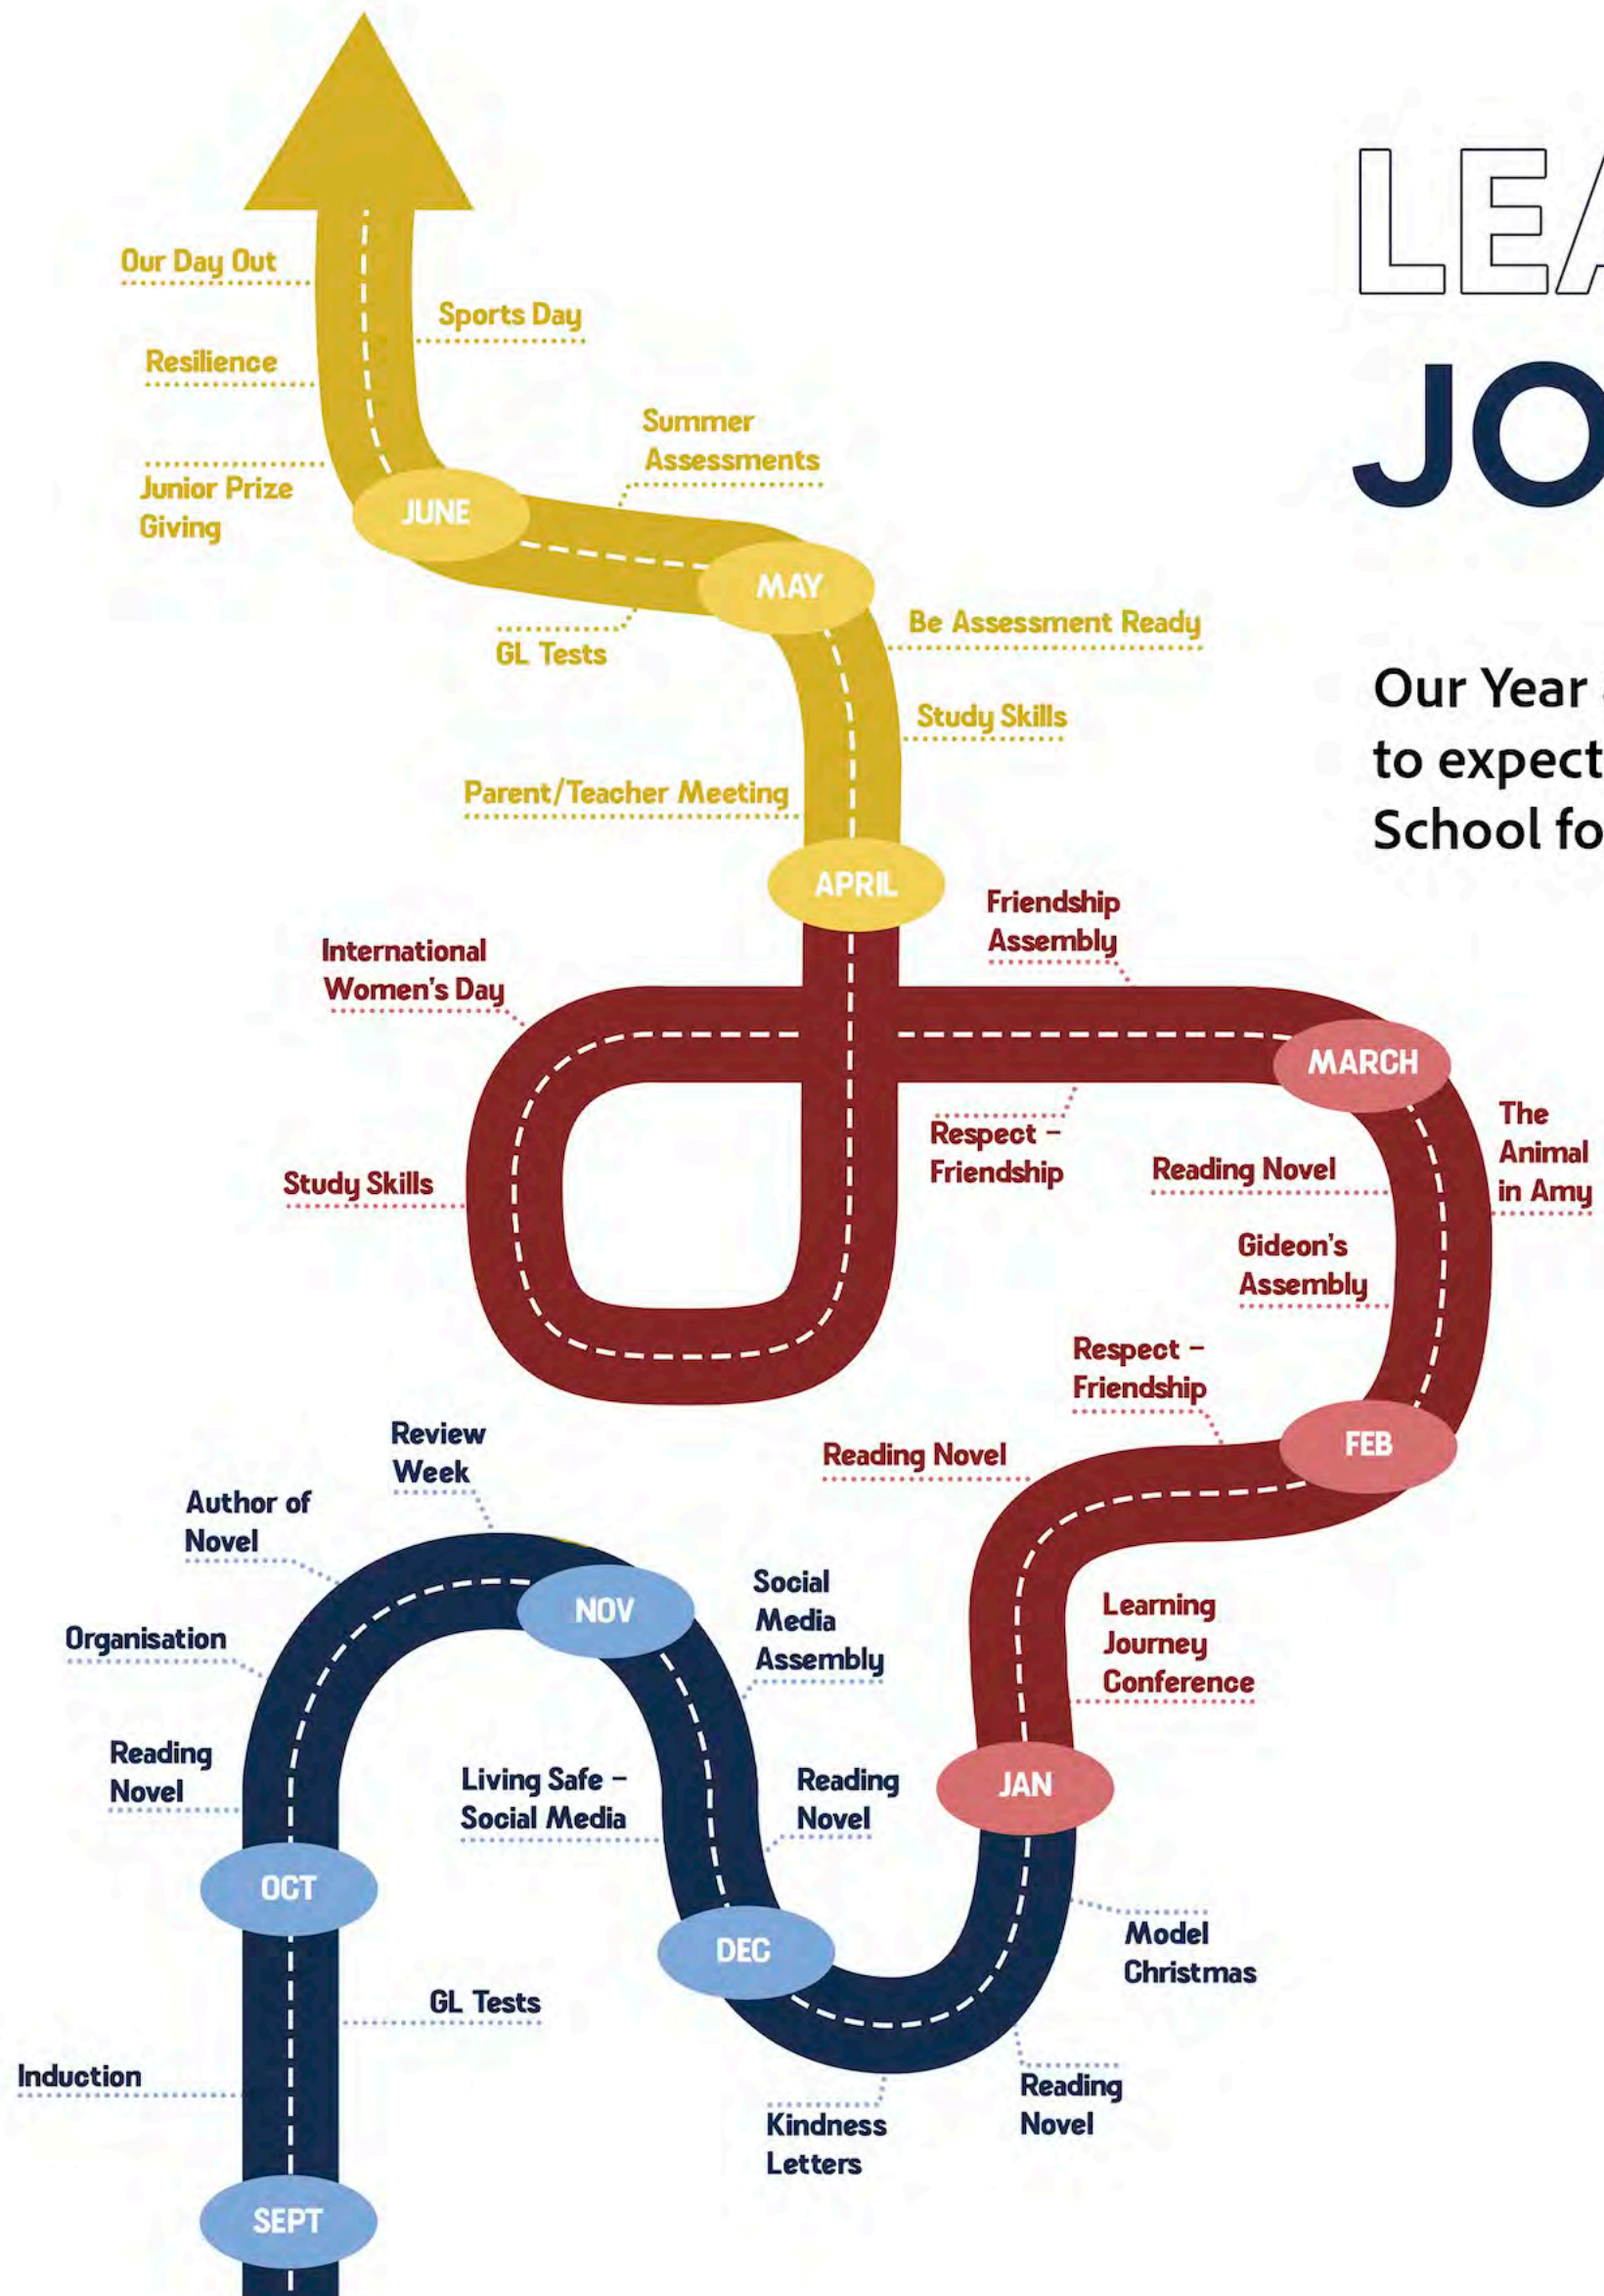 LEA
JO
Our Year
to expect
School fo
Our Day Out
Sports Day
Resilience
Summer
Assessments
Junior Prize
Giving
JUNE
MAY
GL Tests
Be Assessment Ready
Study Skills
Parent/Teacher Meeting
APRIL
Friendship
Assembly
International
Women's Day
MARCH
Respect –
Friendship
Study Skills
Reading Novel
The
Animal
in Amy
Gideon's
Assembly
Respect –
Friendship
FEB
Reading Novel
Learning
Journey
Conference
JAN
Review
Week
Author of
Novel
NOV
Social
Media
Assembly
Organisation
Reading
Novel
Living Safe –
Social Media
Reading
Novel
OCT
DEC
Model
Christmas
GL Tests
Reading
Novel
Kindness
Letters
Induction
SEPT